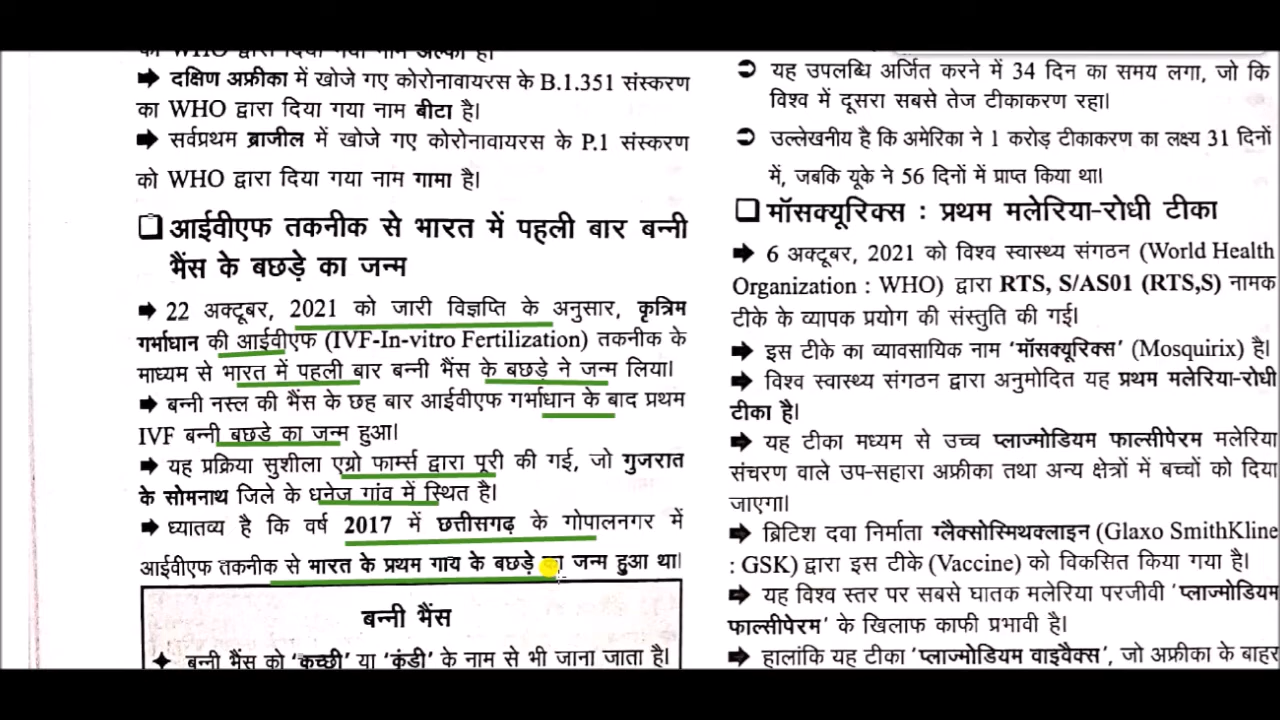 को WHO द्वारा दिया गया नाम अल्फा है।
➡ दक्षिण अफ्रीका में खोजे गए कोरोनावायरस के B.1.351 संस्करण
का WHO द्वारा दिया गया नाम बीटा है।
➡ सर्वप्रथम ब्राजील में खोजे गए कोरोनावायरस के P.1 संस्करण
को WHO द्वारा दिया गया नाम गामा है।
❑ आईवीएफ तकनीक से भारत में पहली बार बन्नी
भैंस के बछड़े का जन्म
➡ 22 अक्टूबर, 2021 को जारी विज्ञप्ति के अनुसार, कृत्रिम
गर्भाधान की आईवीएफ (IVF-In-vitro Fertilization) तकनीक के
माध्यम से भारत में पहली बार बन्नी भैंस के बछड़े ने जन्म लिया।
➡ बन्नी नस्ल की भैंस के छह बार आईवीएफ गर्भाधान के बाद प्रथम
IVF बन्नी बछड़े का जन्म हुआ।
➡ यह प्रक्रिया सुशीला एग्रो फार्म्स द्वारा पूरी की गई, जो गुजरात
के सोमनाथ जिले के धनेज गांव में स्थित है।
➡ ध्यातव्य है कि वर्ष 2017 में छत्तीसगढ़ के गोपालनगर में
आईवीएफ तकनीक से भारत के प्रथम गाय के बछड़े का जन्म हुआ था।
बन्नी भैंस
✦ बन्नी भैंस को 'कच्छी' या 'कुंडी' के नाम से भी जाना जाता है।
➲ यह उपलब्धि अर्जित करने में 34 दिन का समय लगा, जो कि
विश्व में दूसरा सबसे तेज टीकाकरण रहा।
➲ उल्लेखनीय है कि अमेरिका ने 1 करोड़ टीकाकरण का लक्ष्य 31 दिनों
में, जबकि यूके ने 56 दिनों में प्राप्त किया था।
❑ मॉसक्यूरिक्स : प्रथम मलेरिया-रोधी टीका
➡ 6 अक्टूबर, 2021 को विश्व स्वास्थ्य संगठन (World Health
Organization : WHO) द्वारा RTS, S/AS01 (RTS,S) नामक
टीके के व्यापक प्रयोग की संस्तुति की गई।
➡ इस टीके का व्यावसायिक नाम 'मॉसक्यूरिक्स' (Mosquirix) है।
➡ विश्व स्वास्थ्य संगठन द्वारा अनुमोदित यह प्रथम मलेरिया-रोधी
टीका है।
➡ यह टीका मध्यम से उच्च प्लाज्मोडियम फाल्सीपेरम मलेरिया
संचरण वाले उप-सहारा अफ्रीका तथा अन्य क्षेत्रों में बच्चों को दिया
जाएगा।
➡ ब्रिटिश दवा निर्माता ग्लैक्सोस्मिथक्लाइन (Glaxo SmithKline
: GSK) द्वारा इस टीके (Vaccine) को विकसित किया गया है।
➡ यह विश्व स्तर पर सबसे घातक मलेरिया परजीवी 'प्लाज्मोडियम
फाल्सीपेरम' के खिलाफ काफी प्रभावी है।
➡ हालांकि यह टीका 'प्लाज्मोडियम वाइवैक्स', जो अफ्रीका के बाहर